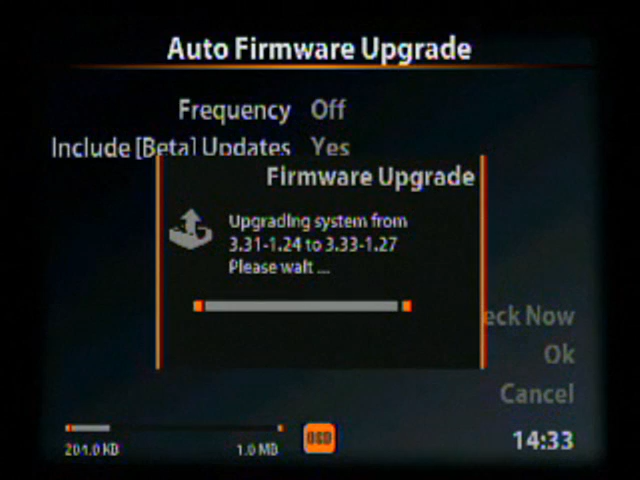 Auto Firmware Upgrade
Frequency Off
Include [Beta] Updates Yes
Firmware Upgrade
Upgrading system from
3.31-1.24 to 3.33-1.27
Please wait ...
eck Now
Ok
Cancel
201.0 KB 1.0 MB OSD 14:33